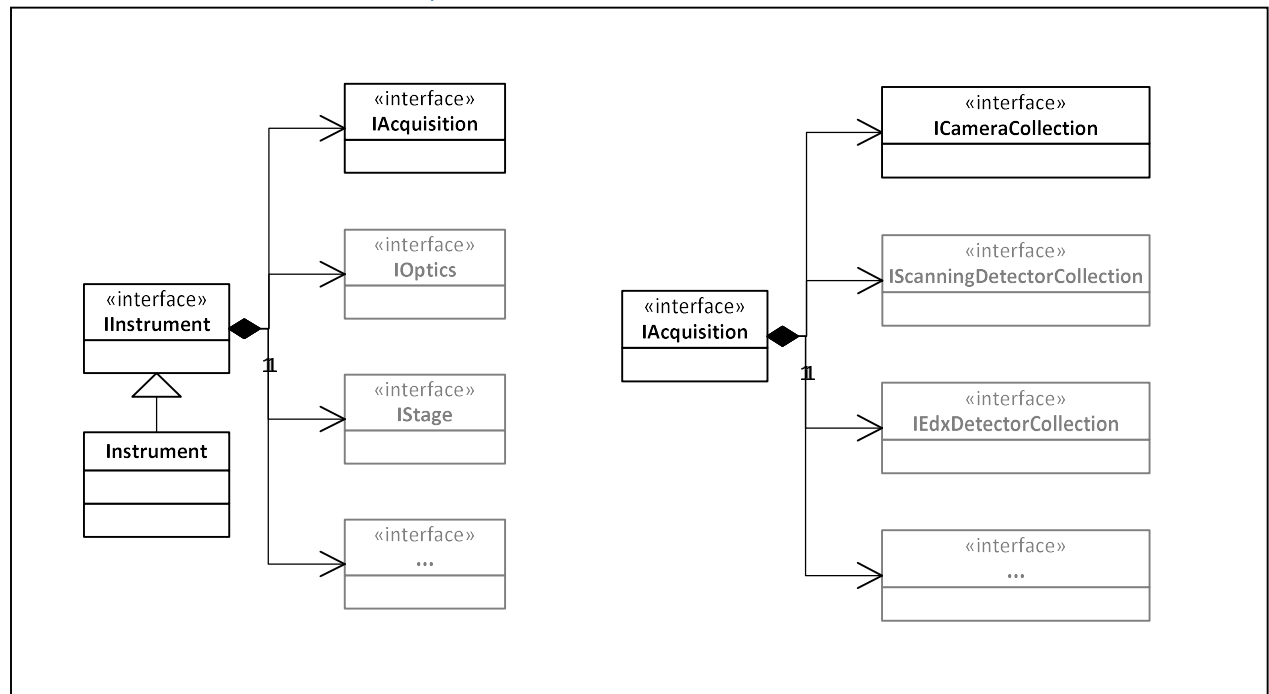 «interface»
IAcquisition
«interface»
IOptics
«interface»
IInstrument
1
«interface»
IStage
Instrument
«interface»
...
«interface»
ICameraCollection
«interface»
IScanningDetectorCollection
«interface»
IAcquisition
1
«interface»
IEdxDetectorCollection
«interface»
...